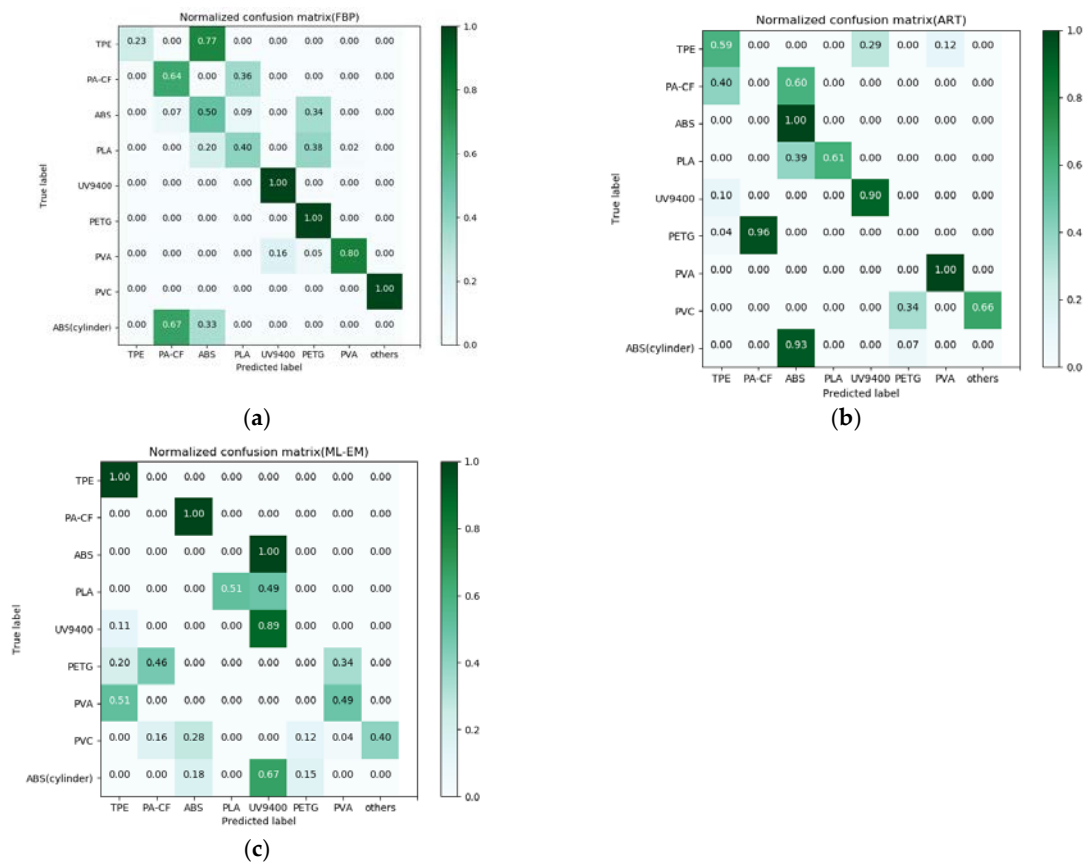 Normalized confusion matrix(FBP)
TPE 0.23 0.00 0.77 0.00 0.00 0.00 0.00 0.00
PA-CF 0.00 0.64 0.00 0.36 0.00 0.00 0.00 0.00
ABS 0.00 0.07 0.50 0.09 0.00 0.34 0.00 0.00
PLA 0.00 0.00 0.20 0.40 0.00 0.38 0.02 0.00
UV9400 0.00 0.00 0.00 0.00 1.00 0.00 0.00 0.00
PETG 0.00 0.00 0.00 0.00 0.00 1.00 0.00 0.00
PVA 0.00 0.00 0.00 0.00 0.16 0.05 0.80 0.00
PVC 0.00 0.00 0.00 0.00 0.00 0.00 0.00 1.00
ABS(cylinder) 0.00 0.67 0.33 0.00 0.00 0.00 0.00 0.00
TPE PA-CF ABS PLA UV9400 PETG PVA others
Predicted label
True label
1.0
0.8
0.6
0.4
0.2
0.0
(a)
Normalized confusion matrix(ART)
TPE 0.59 0.00 0.00 0.00 0.29 0.00 0.12 0.00
PA-CF 0.40 0.00 0.60 0.00 0.00 0.00 0.00 0.00
ABS 0.00 0.00 1.00 0.00 0.00 0.00 0.00 0.00
PLA 0.00 0.00 0.39 0.61 0.00 0.00 0.00 0.00
UV9400 0.10 0.00 0.00 0.00 0.90 0.00 0.00 0.00
PETG 0.04 0.96 0.00 0.00 0.00 0.00 0.00 0.00
PVA 0.00 0.00 0.00 0.00 0.00 0.00 1.00 0.00
PVC 0.00 0.00 0.00 0.00 0.00 0.34 0.00 0.66
ABS(cylinder) 0.00 0.00 0.93 0.00 0.00 0.07 0.00 0.00
TPE PA-CF ABS PLA UV9400 PETG PVA others
Predicted label
True label
1.0
0.8
0.6
0.4
0.2
0.0
(b)
Normalized confusion matrix(ML-EM)
TPE 1.00 0.00 0.00 0.00 0.00 0.00 0.00 0.00
PA-CF 0.00 0.00 1.00 0.00 0.00 0.00 0.00 0.00
ABS 0.00 0.00 0.00 0.00 1.00 0.00 0.00 0.00
PLA 0.00 0.00 0.00 0.51 0.49 0.00 0.00 0.00
UV9400 0.11 0.00 0.00 0.00 0.89 0.00 0.00 0.00
PETG 0.20 0.46 0.00 0.00 0.00 0.00 0.34 0.00
PVA 0.51 0.00 0.00 0.00 0.00 0.00 0.49 0.00
PVC 0.00 0.16 0.28 0.00 0.00 0.12 0.04 0.40
ABS(cylinder) 0.00 0.00 0.18 0.00 0.67 0.15 0.00 0.00
TPE PA-CF ABS PLA UV9400 PETG PVA others
Predicted label
True label
1.0
0.8
0.6
0.4
0.2
0.0
(c)